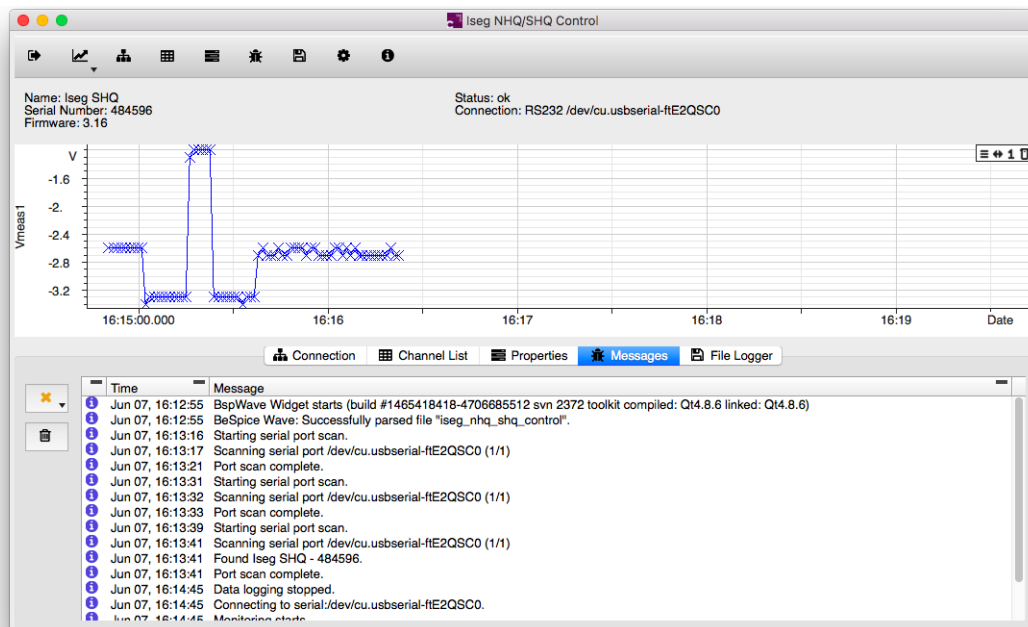 Iseg NHQ/SHQ Control
Name: Iseg SHQ
Serial Number: 484596
Firmware: 3.16
Status: ok
Connection: RS232 /dev/cu.usbserial-ftE2QSC0
V
-1.6
-2.
-2.4
-2.8
-3.2
Vmeas1
1
16:15:00.000 16:16 16:17 16:18 16:19 Date
Connection Channel List Properties Messages File Logger
Time Message
Jun 07, 16:12:55 BspWave Widget starts (build #1465418418-4706685512 svn 2372 toolkit compiled: Qt4.8.6 linked: Qt4.8.6)
Jun 07, 16:12:55 BeSpice Wave: Successfully parsed file "iseg_nhq_shq_control".
Jun 07, 16:13:16 Starting serial port scan.
Jun 07, 16:13:17 Scanning serial port /dev/cu.usbserial-ftE2QSC0 (1/1)
Jun 07, 16:13:21 Port scan complete.
Jun 07, 16:13:31 Starting serial port scan.
Jun 07, 16:13:32 Scanning serial port /dev/cu.usbserial-ftE2QSC0 (1/1)
Jun 07, 16:13:33 Port scan complete.
Jun 07, 16:13:39 Starting serial port scan.
Jun 07, 16:13:41 Scanning serial port /dev/cu.usbserial-ftE2QSC0 (1/1)
Jun 07, 16:13:41 Found Iseg SHQ - 484596.
Jun 07, 16:13:41 Port scan complete.
Jun 07, 16:14:45 Data logging stopped.
Jun 07, 16:14:45 Connecting to serial:/dev/cu.usbserial-ftE2QSC0.
Jun 07, 16:14:45 Monitoring starts